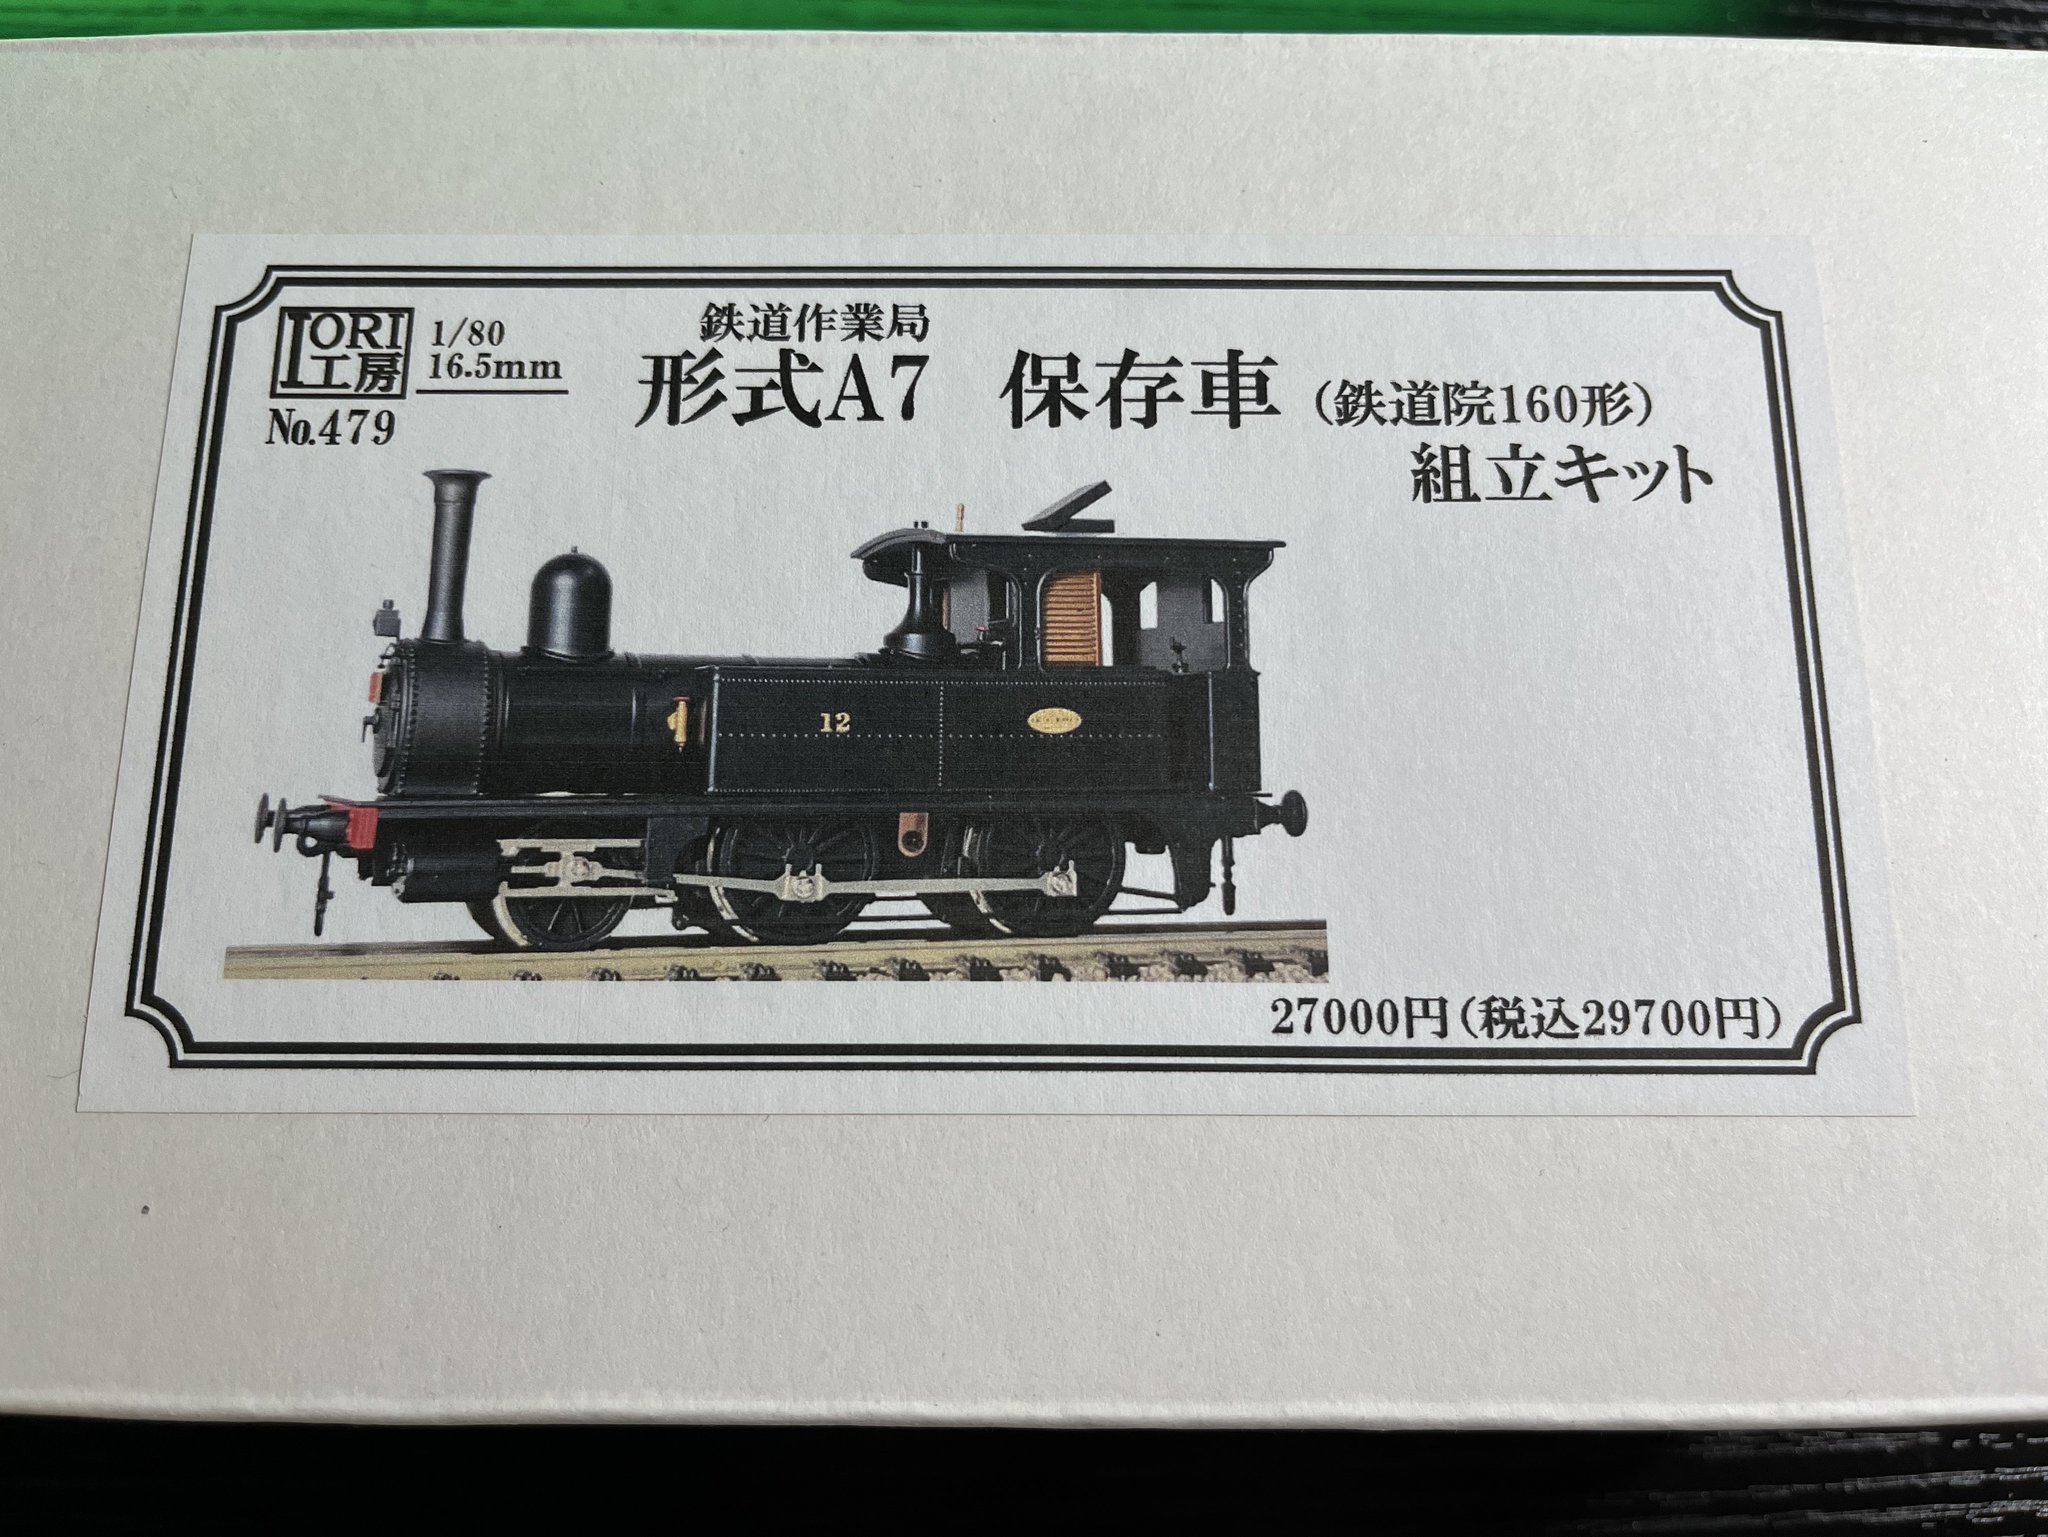 IORI
工房
1/80
16.5mm
No.479
鉄道作業局
形式A7 保存車 (鉄道院160形)
組立キット
12
27000円(税込29700円)